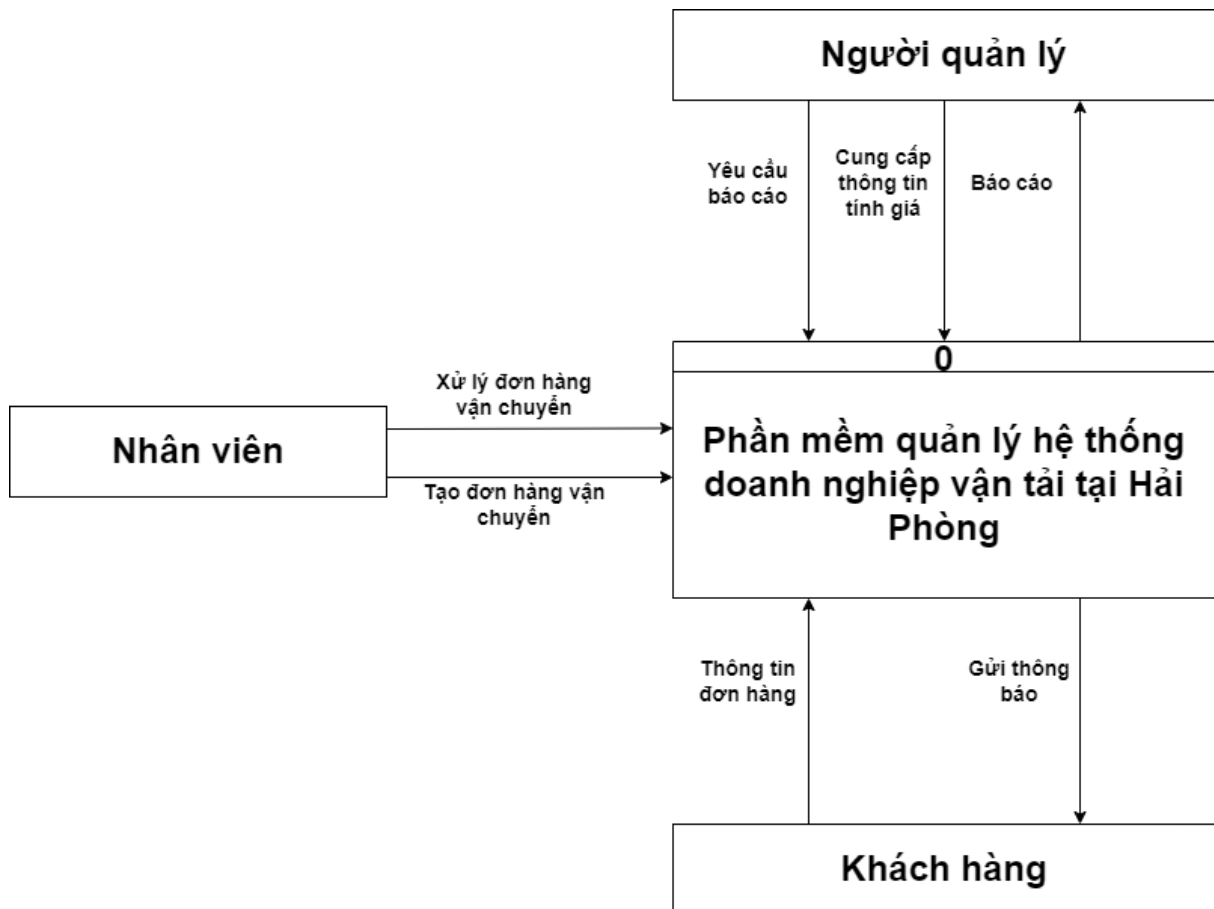 Người quản lý
Yêu cầu
báo cáo
Cung cấp
thông tin
tính giá
Báo cáo
0
Xử lý đơn hàng
vận chuyển
Nhân viên
Tạo đơn hàng vận
chuyển
Phần mềm quản lý hệ thống
doanh nghiệp vận tải tại Hải
Phòng
Thông tin
đơn hàng
Gửi thông
báo
Khách hàng